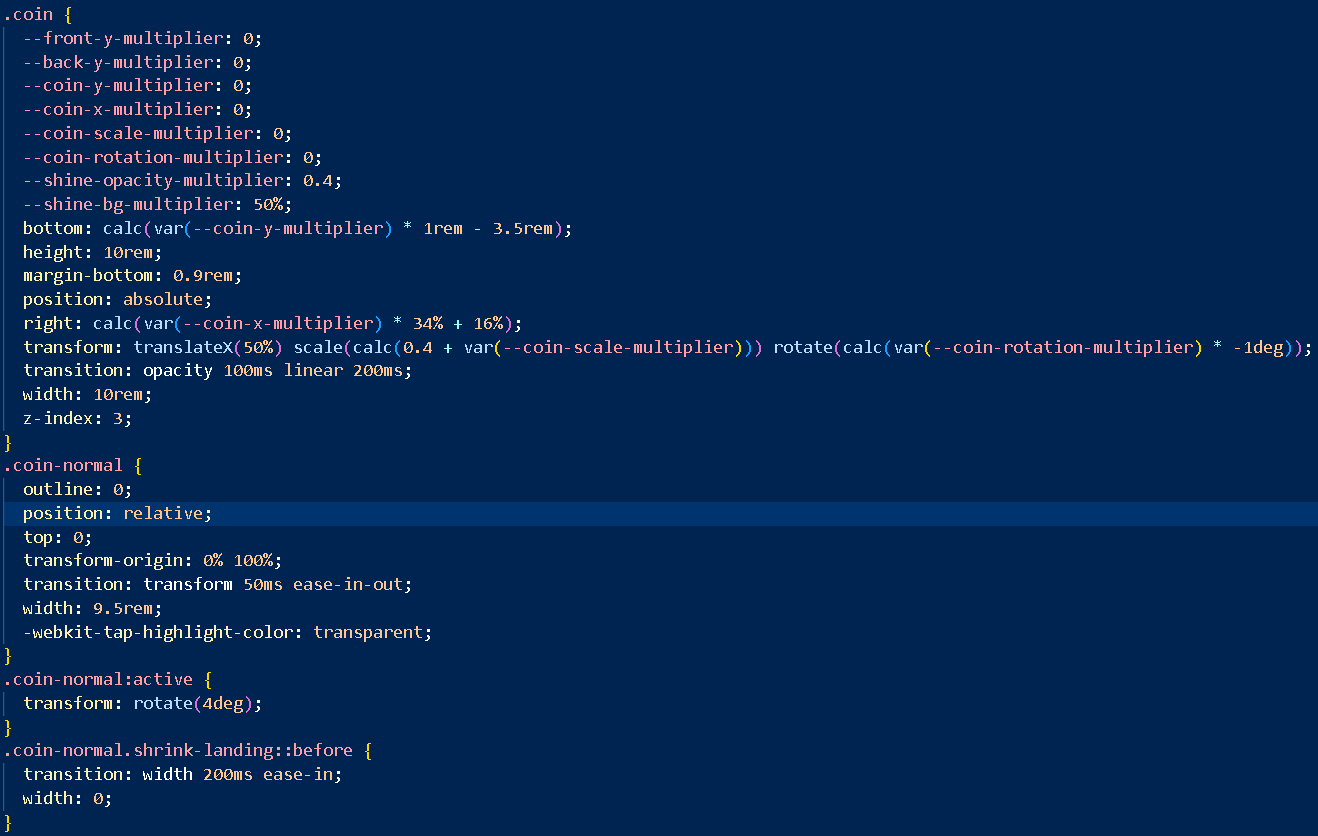 .coin {
  --front-y-multiplier: 0;
  --back-y-multiplier: 0;
  --coin-y-multiplier: 0;
  --coin-x-multiplier: 0;
  --coin-scale-multiplier: 0;
  --coin-rotation-multiplier: 0;
  --shine-opacity-multiplier: 0.4;
  --shine-bg-multiplier: 50%;
  bottom: calc(var(--coin-y-multiplier) * 1rem - 3.5rem);
  height: 10rem;
  margin-bottom: 0.9rem;
  position: absolute;
  right: calc(var(--coin-x-multiplier) * 34% + 16%);
  transform: translateX(50%) scale(calc(0.4 + var(--coin-scale-multiplier))) rotate(calc(var(--coin-rotation-multiplier) * -1deg));
  transition: opacity 100ms linear 200ms;
  width: 10rem;
  z-index: 3;
}
.coin-normal {
  outline: 0;
  position: relative;
  top: 0;
  transform-origin: 0% 100%;
  transition: transform 50ms ease-in-out;
  width: 9.5rem;
  -webkit-tap-highlight-color: transparent;
}
.coin-normal:active {
  transform: rotate(4deg);
}
.coin-normal.shrink-landing::before {
  transition: width 200ms ease-in;
  width: 0;
}